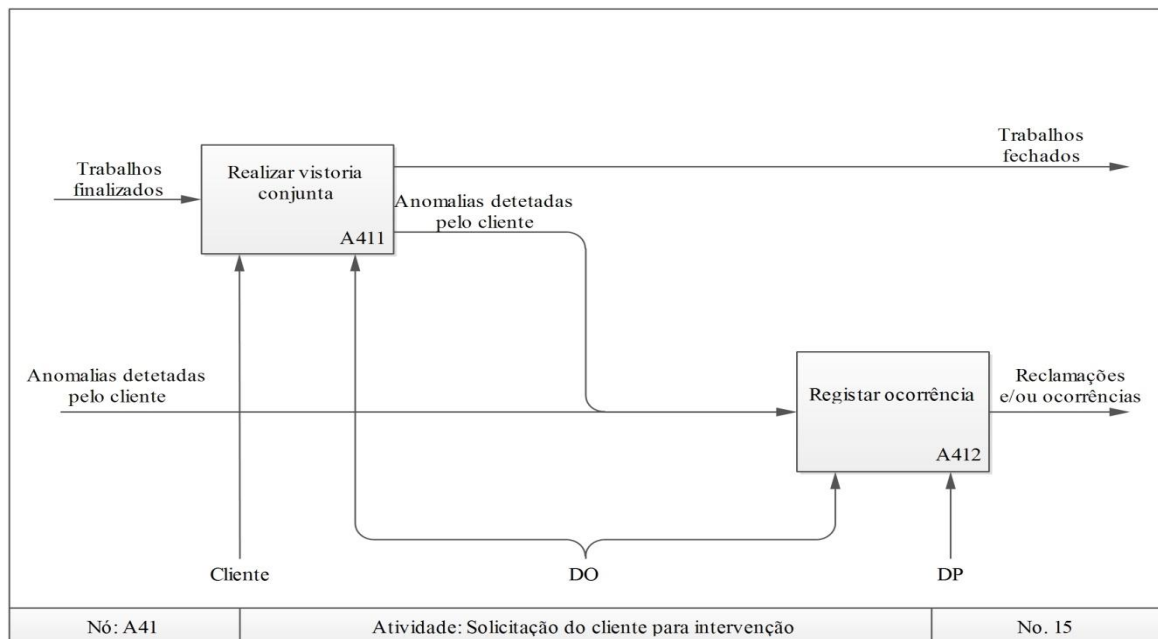 Trabalhos
finalizados
Realizar vistoria
conjunta
A411
Trabalhos
fechados
Anomalias detetadas
pelo cliente
Anomalias detetadas
pelo cliente
Registar ocorrência
A412
Reclamações
e/ou ocorrências
Cliente
DO
DP
Nó: A41
Atividade: Solicitação do cliente para intervenção
No. 15